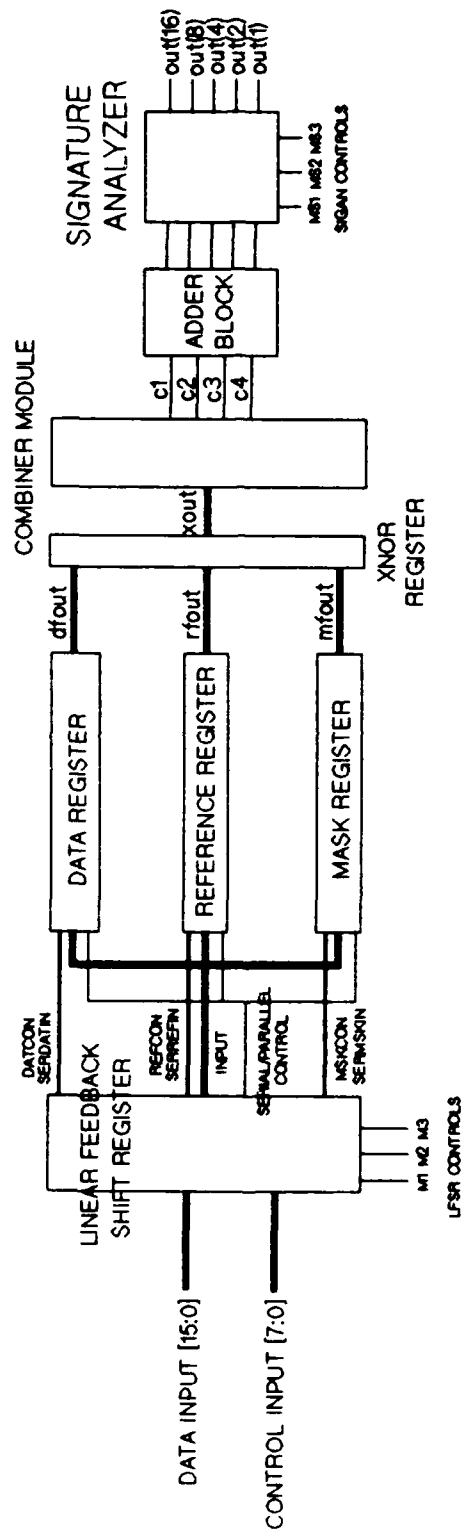 DATA INPUT [15:0]
CONTROL INPUT [7:0]
LINEAR FEEDBACK
SHIFT REGISTER
M1 M2 M3
LFSR CONTROLS
DATCON
SERDATIN
REFCON
SERREFIN
INPUT
SERIAL/PARALLEL
CONTROL
MSKCON
SERMSKIN
DATA REGISTER
REFERENCE REGISTER
MASK REGISTER
dfout
rfout
mfout
XNOR
REGISTER
xout
COMBINER MODULE
c1
c2
c3
c4
ADDER
BLOCK
SIGNATURE
ANALYZER
MS1 MS2 MS3
SIGAN CONTROLS
out(16)
out(8)
out(4)
out(2)
out(1)